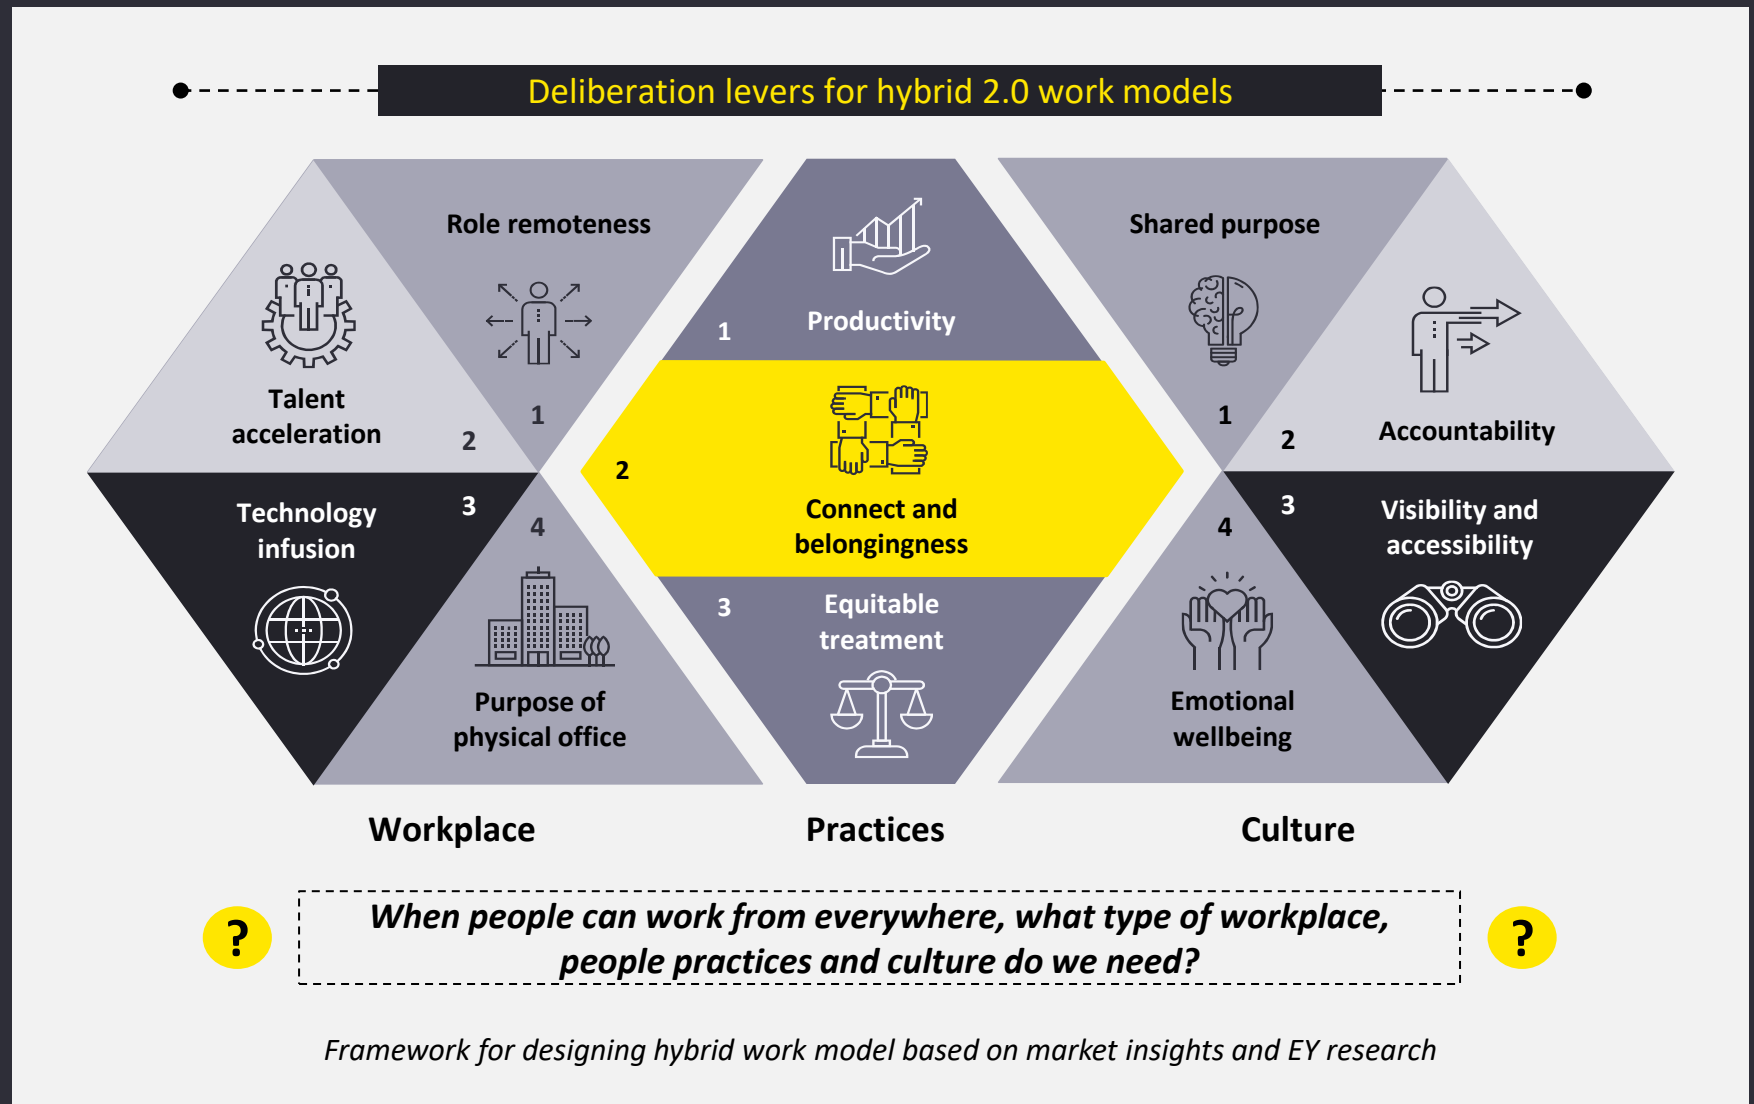 Deliberation levers for hybrid 2.0 work models
Role remoteness
1
Talent
acceleration
2
Technology
infusion
3
4
Purpose of
physical office
Workplace
1
Productivity
2
Connect and
belongingness
3
Equitable
treatment
Practices
Shared purpose
1
2
Accountability
3
Visibility and
accessibility
4
Emotional
wellbeing
Culture
?
When people can work from everywhere, what type of workplace,
people practices and culture do we need?
?
Framework for designing hybrid work model based on market insights and EY research